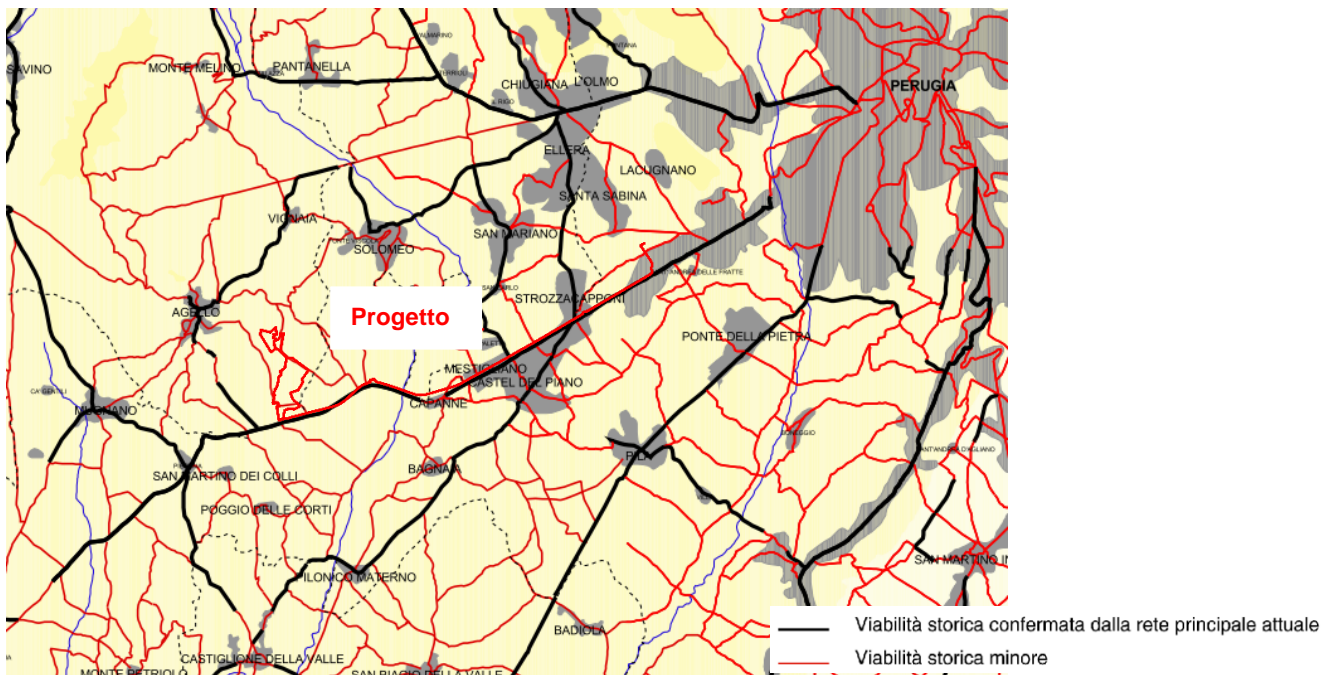 PERUGIA
SAVINO
MONTE MELINO
PANTANELLA
CHIUGIANA
L'OLMO
ELLERA
LACUGNANO
SANTA SABINA
VIGNAIA
SOLOMEO
SAN MARIANO
AGELLO
Progetto
STROZZACAPPONI
PONTE DELLA PIETRA
MESTIGLIANO
CASTEL DEL PIANO
CAPANNE
MUGNANO
SAN MARTINO DEI COLLI
BAGNAIA
PILA
POGGIO DELLE CORTI
PILONICO MATERNO
SAN MARTINO IN
BADIOLA
CASTIGLIONE DELLA VALLE
MONTE PETRIOLO
SAN BIAGIO DELLA VALLE
Viabilità storica confermata dalla rete principale attuale
Viabilità storica minore